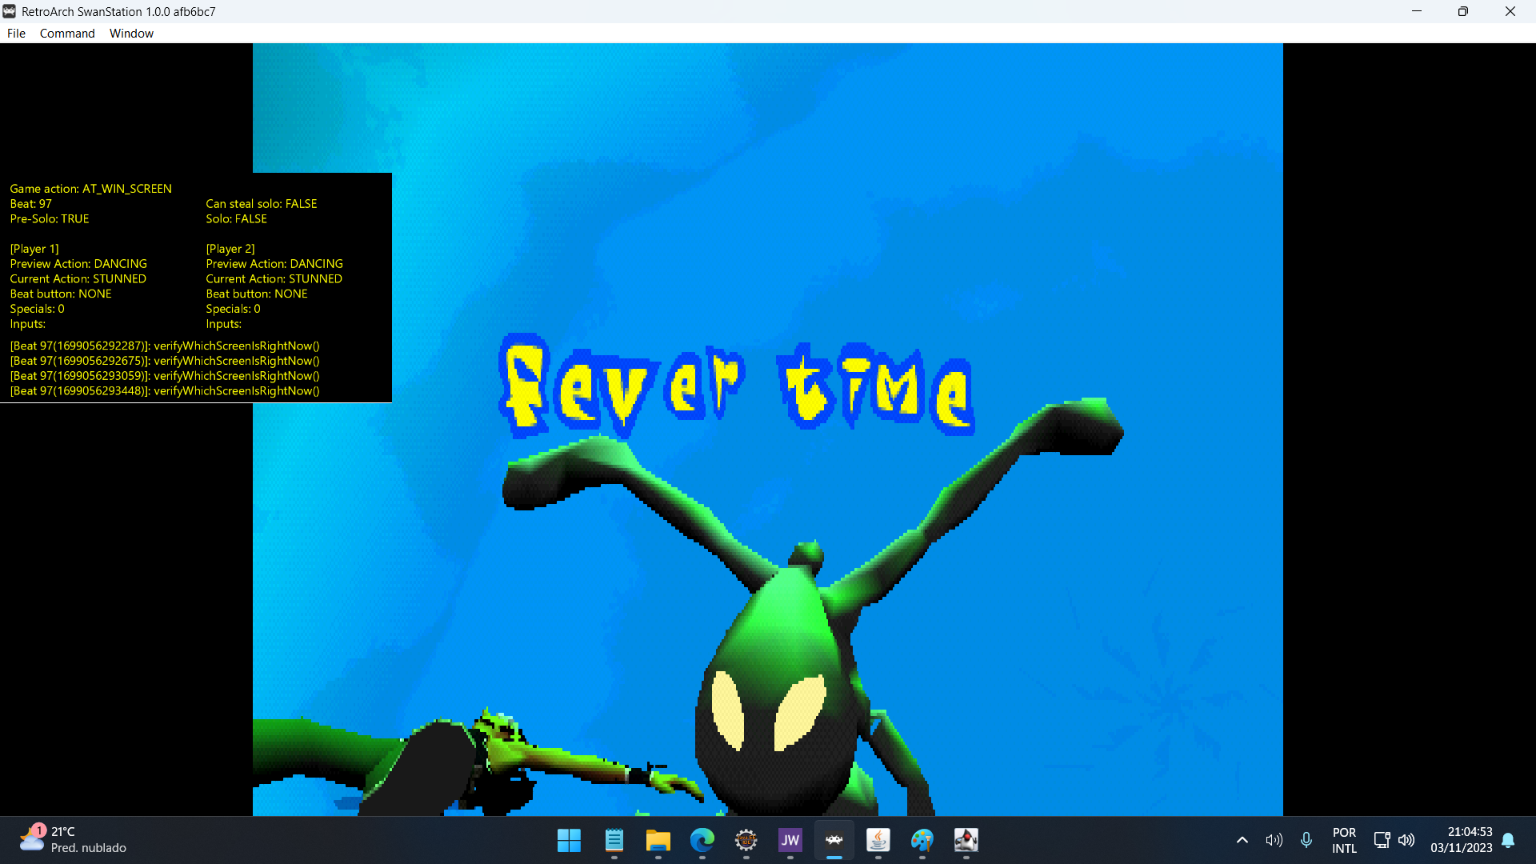 RetroArch SwanStation 1.0.0 afb6bc7
File Command Window
Game action: AT_WIN_SCREEN
Beat: 97 Can steal solo: FALSE
Pre-Solo: TRUE Solo: FALSE
[Player 1] [Player 2]
Preview Action: DANCING Preview Action: DANCING
Current Action: STUNNED Current Action: STUNNED
Beat button: NONE Beat button: NONE
Specials: 0 Specials: 0
Inputs: Inputs:
[Beat 97(1699056292287)]: verifyWhichScreenIsRightNow()
[Beat 97(1699056292675)]: verifyWhichScreenIsRightNow()
[Beat 97(1699056293059)]: verifyWhichScreenIsRightNow()
[Beat 97(1699056293448)]: verifyWhichScreenIsRightNow()
fever time
1
21°C
Pred. nublado
JW
POR
INTL
21:04:53
03/11/2023